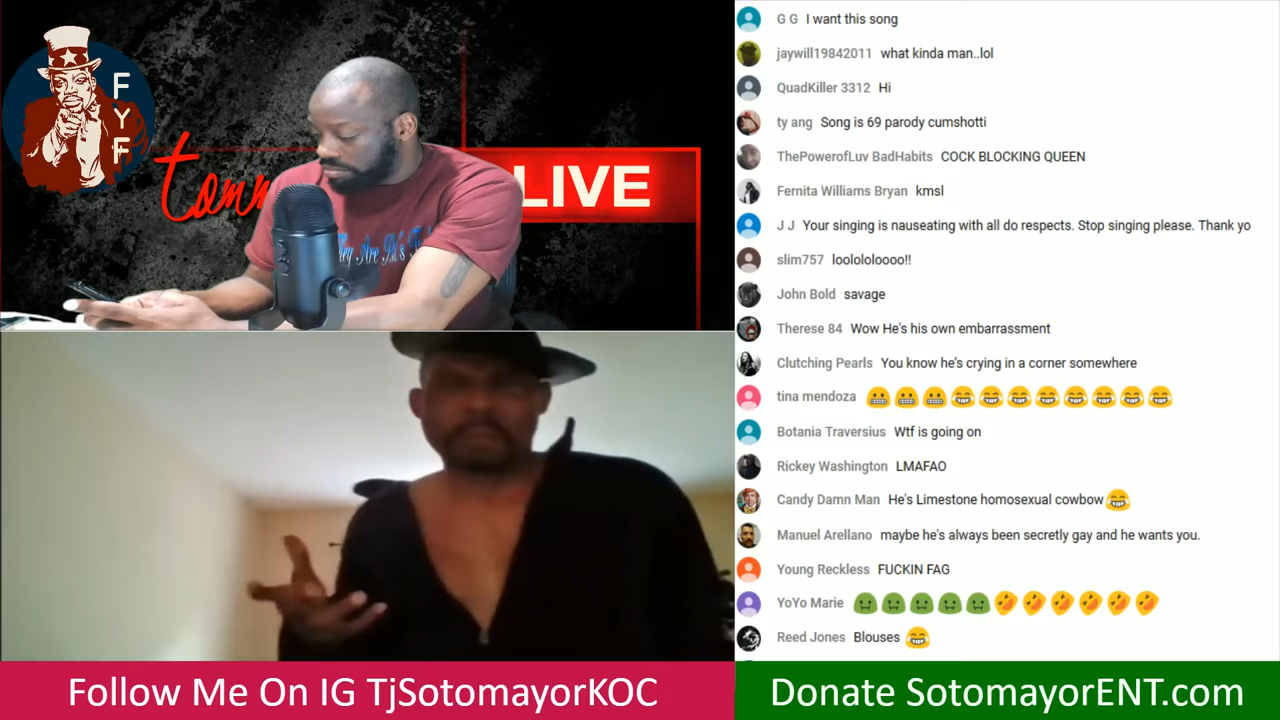 F
Y
F
tomm
LIVE
They Are
Follow Me On IG TjSotomayorKOC
G G I want this song
jaywill19842011 what kinda man..lol
QuadKiller 3312 Hi
ty ang Song is 69 parody cumshotti
ThePowerofLuv BadHabits COCK BLOCKING QUEEN
Fernita Williams Bryan kmsl
J J Your singing is nauseating with all do respects. Stop singing please. Thank yo
slim757 loolololoooo!!
John Bold savage
Therese 84 Wow He's his own embarrassment
Clutching Pearls You know he's crying in a corner somewhere
tina mendoza 😬😬😬😂😂😂😂😂😂😂😂
Botania Traversius Wtf is going on
Rickey Washington LMAFAO
Candy Damn Man He's Limestone homosexual cowbow😂
Manuel Arellano maybe he's always been secretly gay and he wants you.
Young Reckless FUCKIN FAG
YoYo Marie 🤢🤢🤢🤢🤢🤣🤣🤣🤣🤣🤣
Reed Jones Blouses 😂
Donate SotomayorENT.com